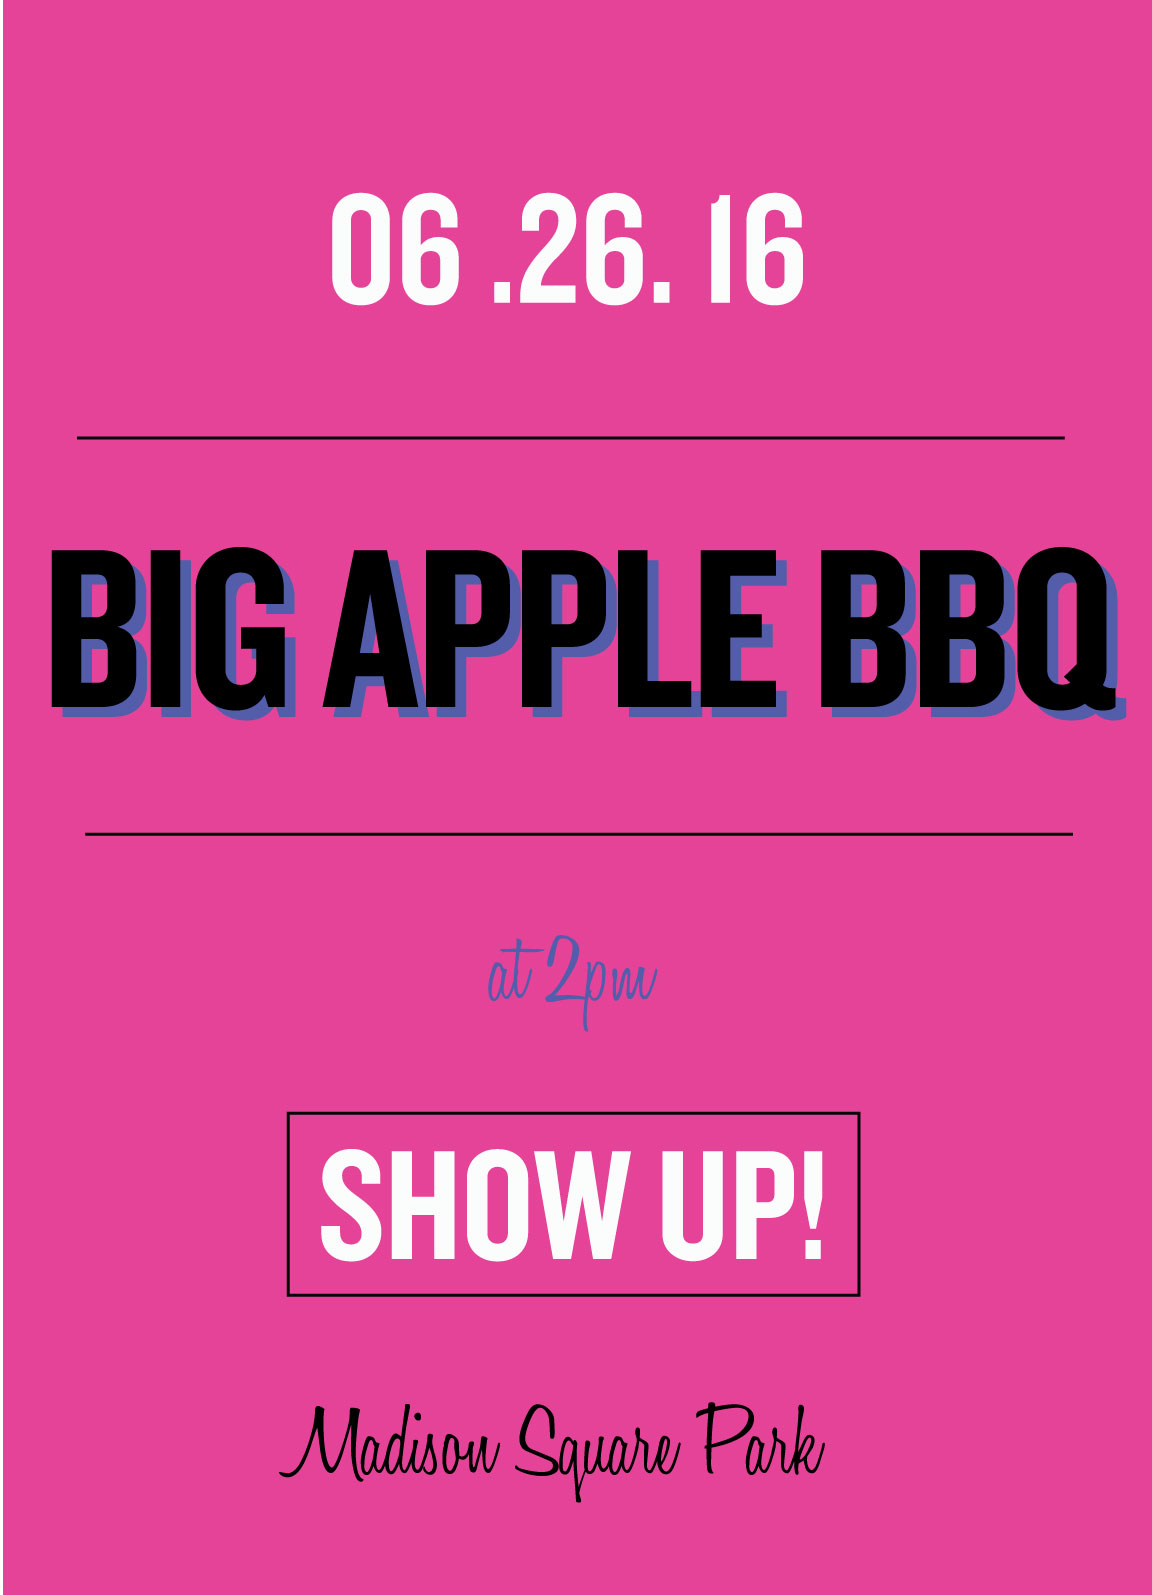 06 .26. 16
BIG APPLE BBQ
at 2pm
SHOW UP!
Madison Square Park